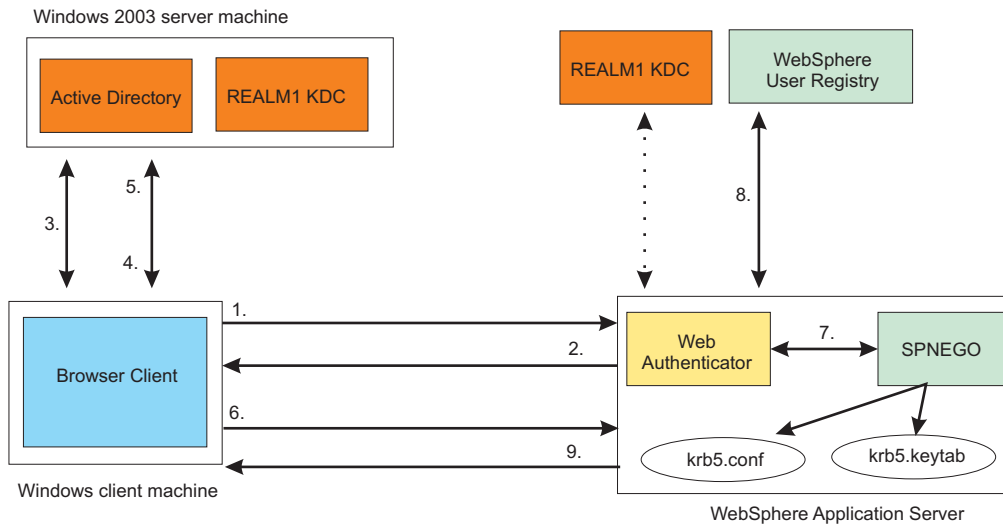 Windows 2003 server machine
Active Directory
REALM1 KDC
REALM1 KDC
WebSphere
User Registry
3.
5.
4.
8.
1.
2.
6.
9.
Browser Client
Windows client machine
Web
Authenticator
7.
SPNEGO
krb5.conf
krb5.keytab
WebSphere Application Server